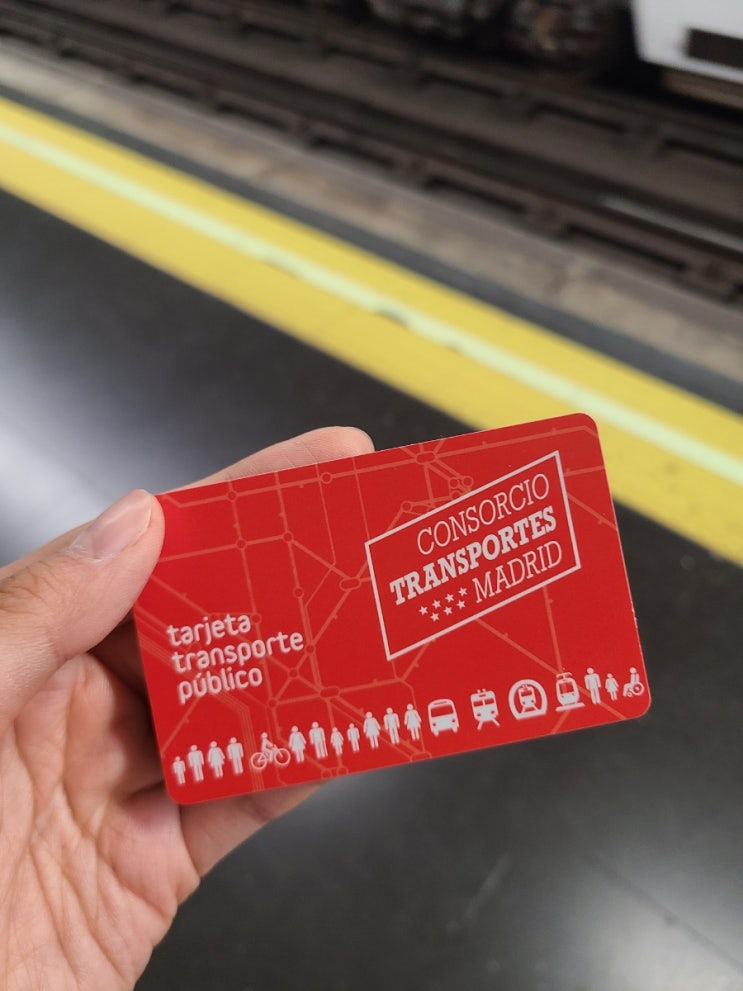 CONSORCIO
TRANSPORTES
MADRID
tarjeta
transporte
público